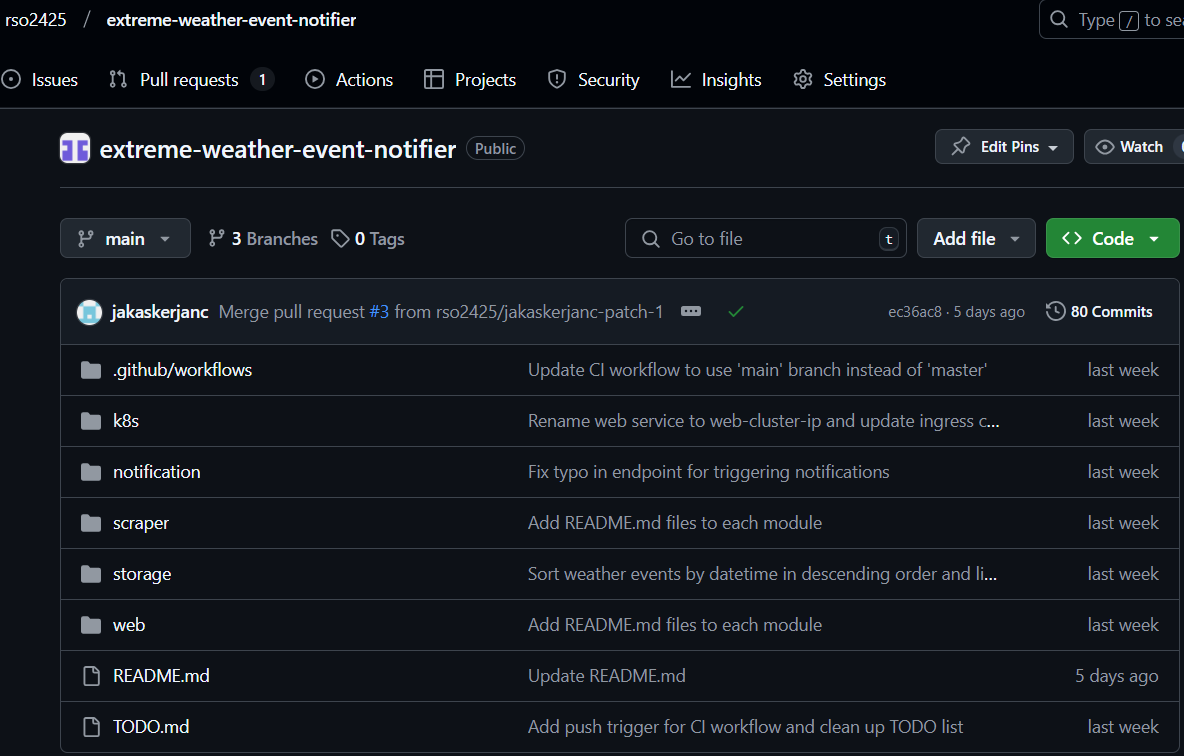 rso2425 / extreme-weather-event-notifier Type / to sea
Issues Pull requests 1 Actions Projects Security Insights Settings
extreme-weather-event-notifier Public Edit Pins Watch
main 3 Branches 0 Tags Go to file t Add file <> Code
jakaskerjanc Merge pull request #3 from rso2425/jakaskerjanc-patch-1 ... ec36ac8 · 5 days ago 80 Commits
.github/workflows Update CI workflow to use 'main' branch instead of 'master' last week
k8s Rename web service to web-cluster-ip and update ingress c... last week
notification Fix typo in endpoint for triggering notifications last week
scraper Add README.md files to each module last week
storage Sort weather events by datetime in descending order and li... last week
web Add README.md files to each module last week
README.md Update README.md 5 days ago
TODO.md Add push trigger for CI workflow and clean up TODO list last week